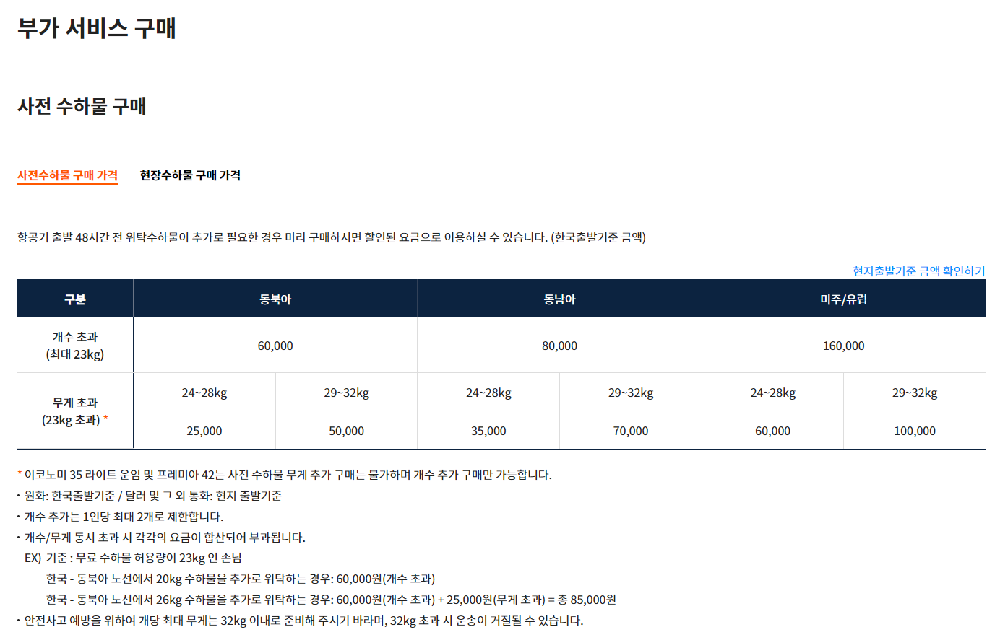 부가 서비스 구매
사전 수하물 구매
사전수하물 구매 가격 현장수하물 구매 가격
항공기 출발 48시간 전 위탁수하물이 추가로 필요한 경우 미리 구매하시면 할인된 요금으로 이용하실 수 있습니다. (한국출발기준 금액)
현지출발기준 금액 확인하기
구분 동북아 동남아 미주/유럽
개수 초과
(최대 23kg)
60,000 80,000 160,000
무게 초과
(23kg 초과) *
24~28kg 29~32kg 24~28kg 29~32kg 24~28kg 29~32kg
25,000 50,000 35,000 70,000 60,000 100,000
* 이코노미 35 라이트 운임 및 프레미아 42는 사전 수하물 무게 추가 구매는 불가하며 개수 추가 구매만 가능합니다.
· 원화: 한국출발기준 / 달러 및 그 외 통화: 현지 출발기준
· 개수 추가는 1인당 최대 2개로 제한합니다.
· 개수/무게 동시 초과 시 각각의 요금이 합산되어 부과됩니다.
EX) 기준 : 무료 수하물 허용량이 23kg 인 손님
한국 - 동북아 노선에서 20kg 수하물을 추가로 위탁하는 경우: 60,000원(개수 초과)
한국 - 동북아 노선에서 26kg 수하물을 추가로 위탁하는 경우: 60,000원(개수 초과) + 25,000원(무게 초과) = 총 85,000원
· 안전사고 예방을 위하여 개당 최대 무게는 32kg 이내로 준비해 주시기 바라며, 32kg 초과 시 운송이 거절될 수 있습니다.